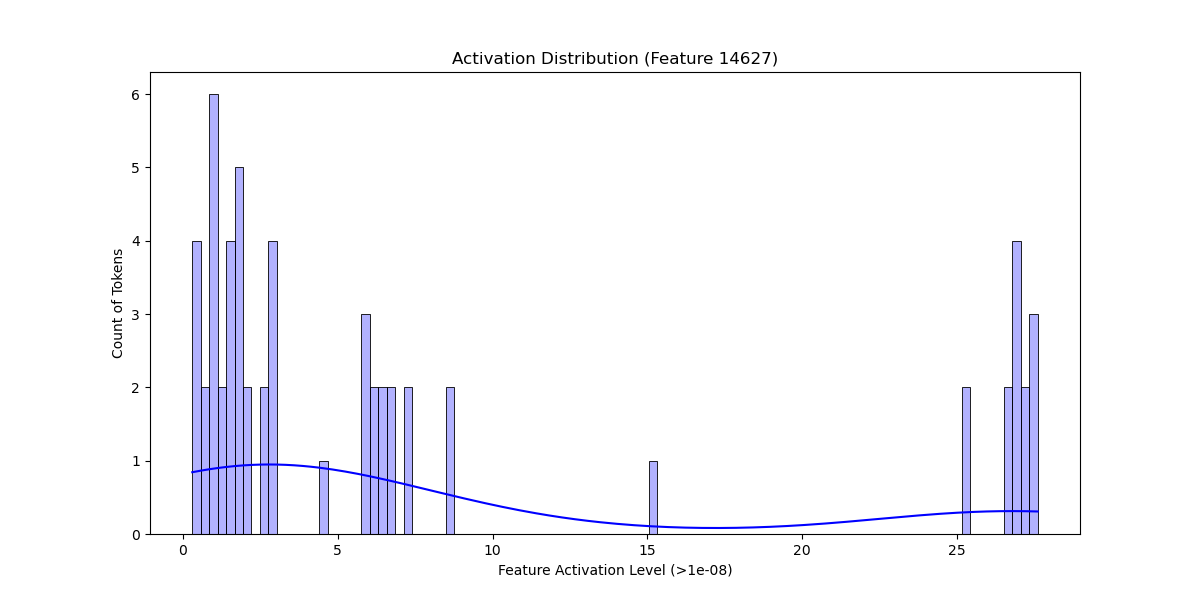 Activation Distribution (Feature 14627)
6
5
4
3
2
1
0
Count of Tokens
0 5 10 15 20 25
Feature Activation Level (>1e-08)